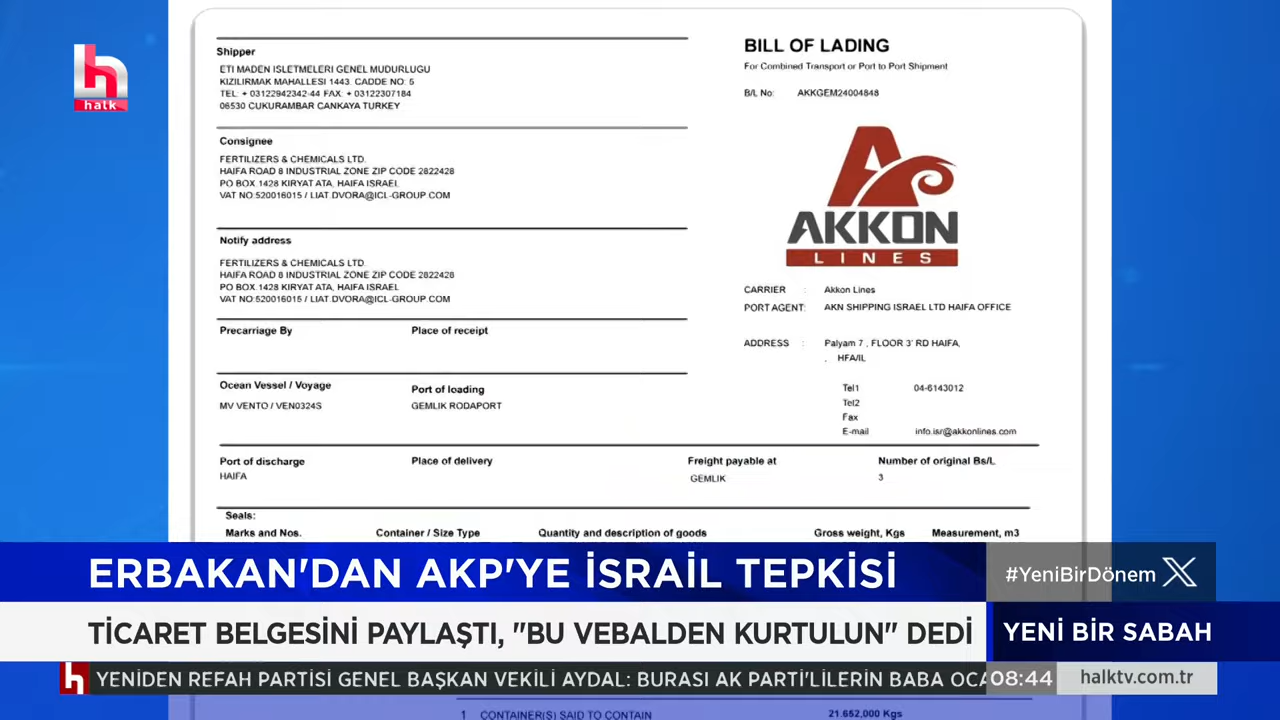 halk
BILL OF LADING
For Combined Transport or Port to Port Shipment
B/L No: AKKGEM24004848
Shipper
ETI MADEN ISLETMELERI GENEL MUDURLUGU
KIZILIRMAK MAHALLESI 1443. CADDE NO: 5
TEL: + 03122942342-44 FAX: + 03122307184
06530 CUKURAMBAR CANKAYA TURKEY
Consignee
FERTILIZERS & CHEMICALS LTD.
HAIFA ROAD 8 INDUSTRIAL ZONE ZIP CODE 2822428
PO BOX.1428 KIRYAT ATA, HAIFA ISRAEL
VAT NO:520016015 / LIAT.DVORA@ICL-GROUP COM
Notify address
FERTILIZERS & CHEMICALS LTD.
HAIFA ROAD 8 INDUSTRIAL ZONE ZIP CODE 2822428
PO BOX.1428 KIRYAT ATA, HAIFA ISRAEL
VAT NO:520016015 / LIAT.DVORA@ICL-GROUP COM
AKKON
LINES
CARRIER : Akkon Lines
PORT AGENT: AKN SHIPPING ISRAEL LTD HAIFA OFFICE
ADDRESS : Palyam 7 , FLOOR 3' RD HAIFA,
. HFA/IL
Tel1 04-6143012
Tel2
Fax
E-mail info.isr@akkonlines.com
Precarriage By Place of receipt
Ocean Vessel / Voyage Port of loading
MV VENTO / VEN0324S GEMLIK RODAPORT
Port of discharge Place of delivery Freight payable at Number of original Bs/L
HAIFA GEMLIK 3
Seals:
Marks and Nos. Container / Size Type Quantity and description of goods Gross weight, Kgs Measurement, m3
ERBAKAN'DAN AKP'YE İSRAİL TEPKİSİ
#YeniBirDönem X
TİCARET BELGESİNİ PAYLAŞTI, "BU VEBALDEN KURTULUN" DEDİ
YENİ BİR SABAH
h YENİDEN REFAH PARTİSİ GENEL BAŞKAN VEKİLİ AYDAL: BURASI AK PARTİ'LİLERİN BABA OCA 08:44 halktv.com.tr
1 CONTAINER(S) SAID TO CONTAIN 21.652,000 Kgs